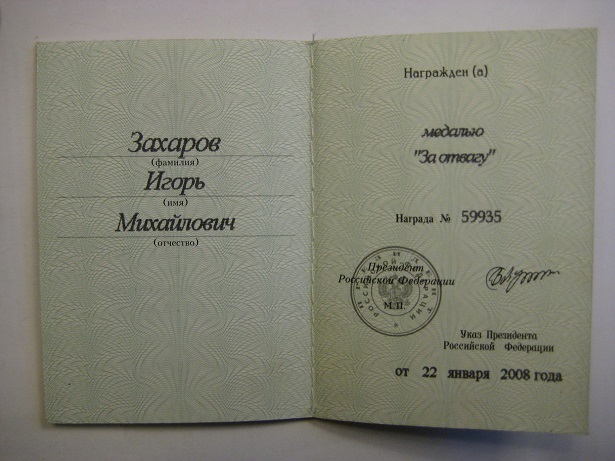 Захаров
(фамилия)
Игорь
(имя)
Михайлович
(отчество)
Награжден (а)
медалью
"За отвагу"
Награда № 59935
Президент
Российской Федерации
М.П.
Указ Президента
Российской Федерации
от 22 января 2008 года